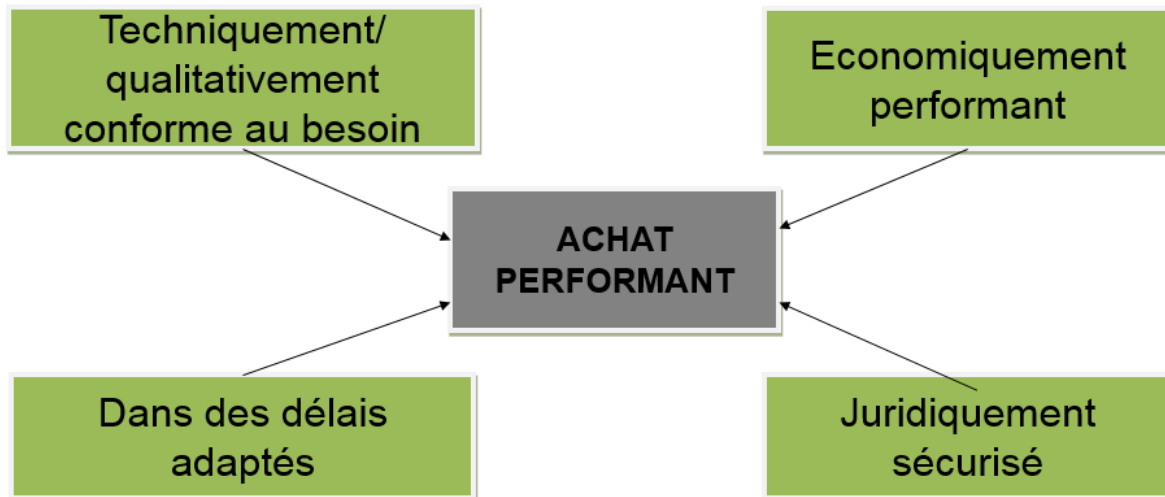 Techniquement/
qualitativement
conforme au besoin
Economiquement
performant
ACHAT
PERFORMANT
Dans des délais
adaptés
Juridiquement
sécurisé